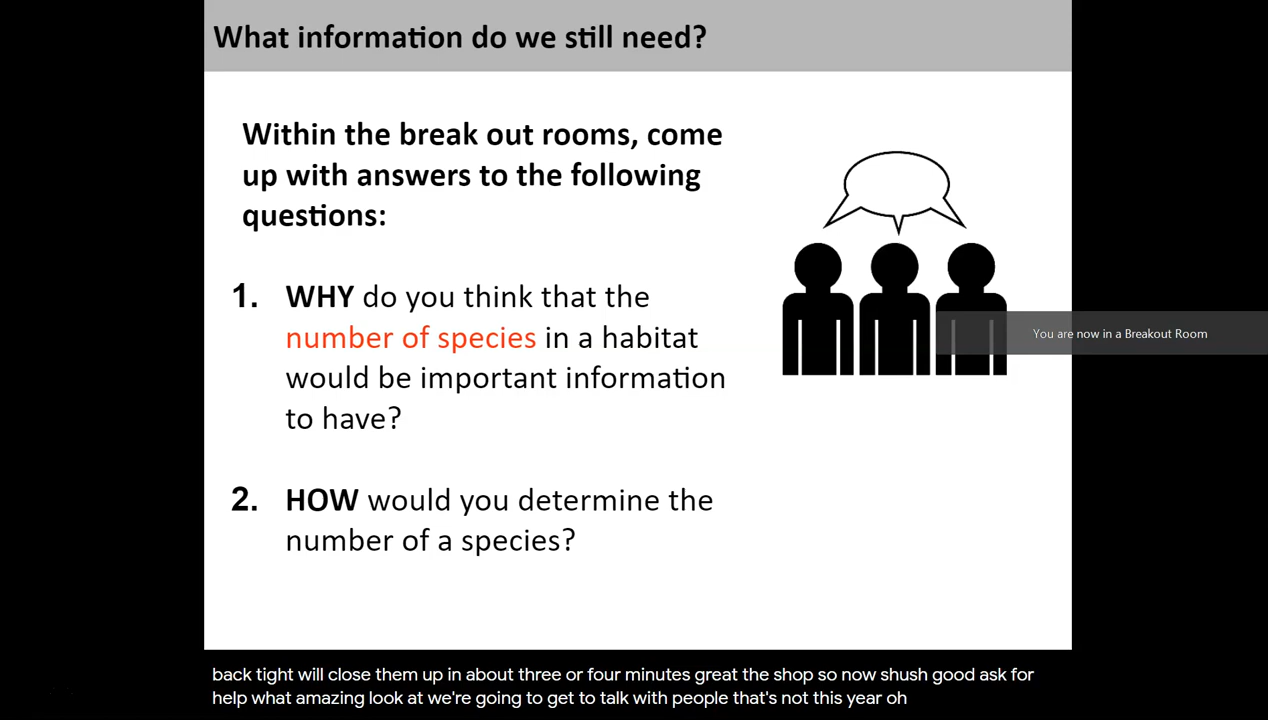 What information do we still need?
Within the break out rooms, come
up with answers to the following
questions:
1. WHY do you think that the
number of species in a habitat
would be important information
to have?
You are now in a Breakout Room
2. HOW would you determine the
number of a species?
back tight will close them up in about three or four minutes great the shop so now shush good ask for
help what amazing look at we're going to get to talk with people that's not this year oh